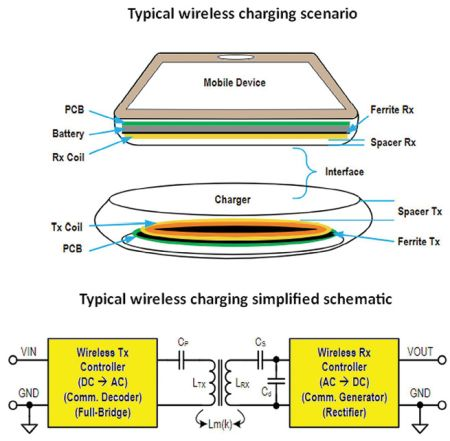 Typical wireless charging scenario
Mobile Device
PCB
Ferrite Rx
Battery
Spacer Rx
Rx Coil
Interface
Charger
Spacer Tx
Tx Coil
Ferrite Tx
PCB
Typical wireless charging simplified schematic
VIN
Wireless Tx
Controller
(DC → AC)
(Comm. Decoder)
(Full-Bridge)
GND
CP
LTX
Lm(k)
LRX
CS
Cd
Wireless Rx
Controller
(AC → DC)
(Comm. Generator)
(Rectifier)
VOUT
GND